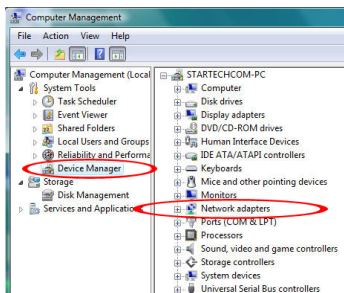 Computer Management
File Action View Help
Computer Management (Local
System Tools
Task Scheduler
Event Viewer
Shared Folders
Local Users and Groups
Reliability and Performa
Device Manager
Storage
Disk Management
Services and Application
STARTECHCOM-PC
Computer
Disk drives
Display adapters
DVD/CD-ROM drives
Human Interface Devices
IDE ATA/ATAPI controllers
Keyboards
Mice and other pointing devices
Monitors
Network adapters
Ports (COM & LPT)
Processors
Sound, video and game controllers
Storage controllers
System devices
Universal Serial Bus controllers